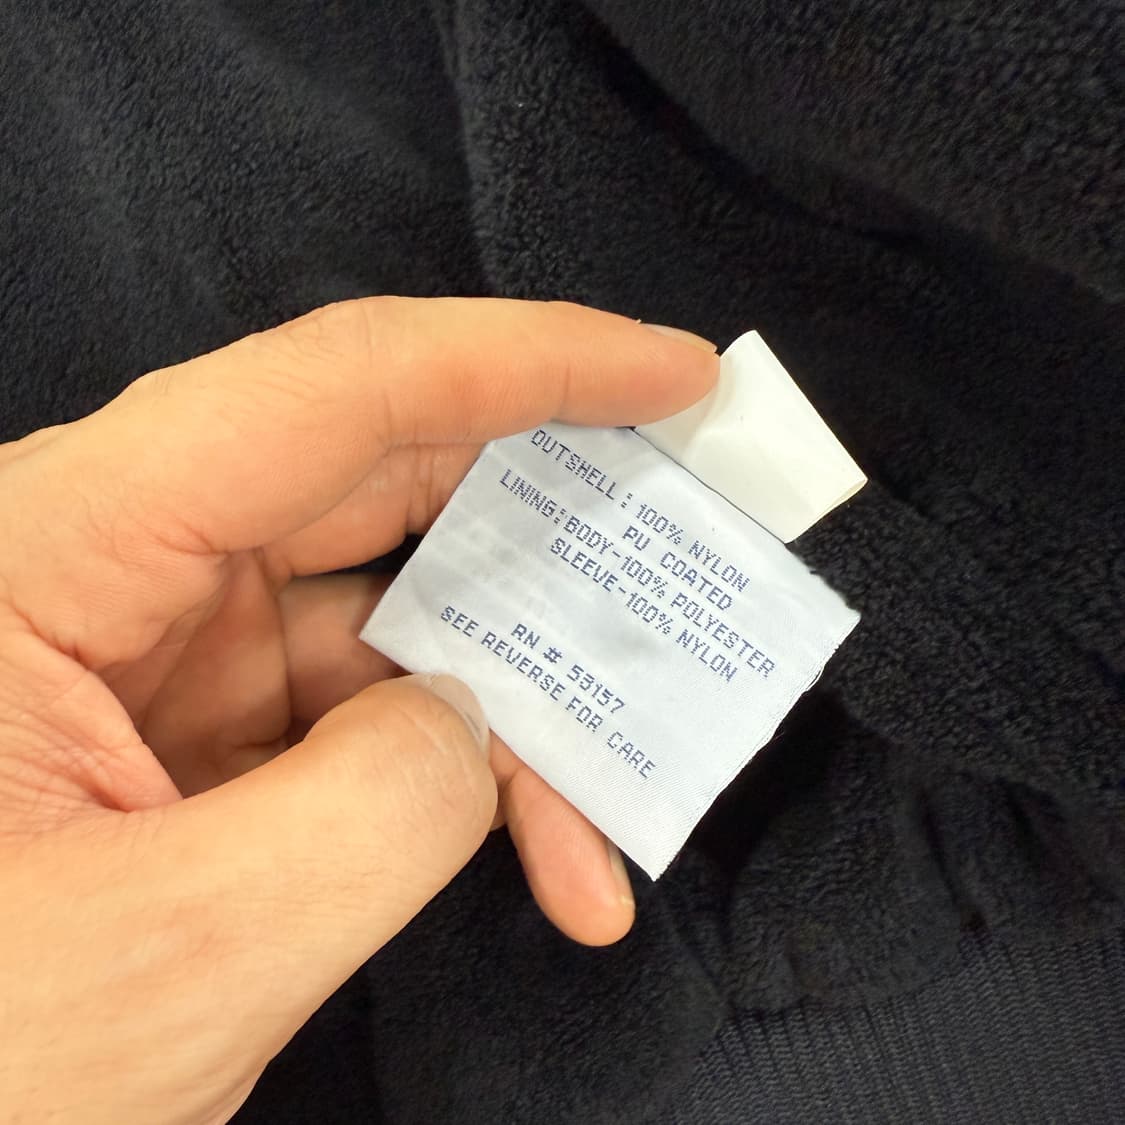 OUTSHELL: 100% NYLON
PU COATED
LINING: BODY-100% POLYESTER
SLEEVE-100% NYLON
RN # 53157
SEE REVERSE FOR CARE